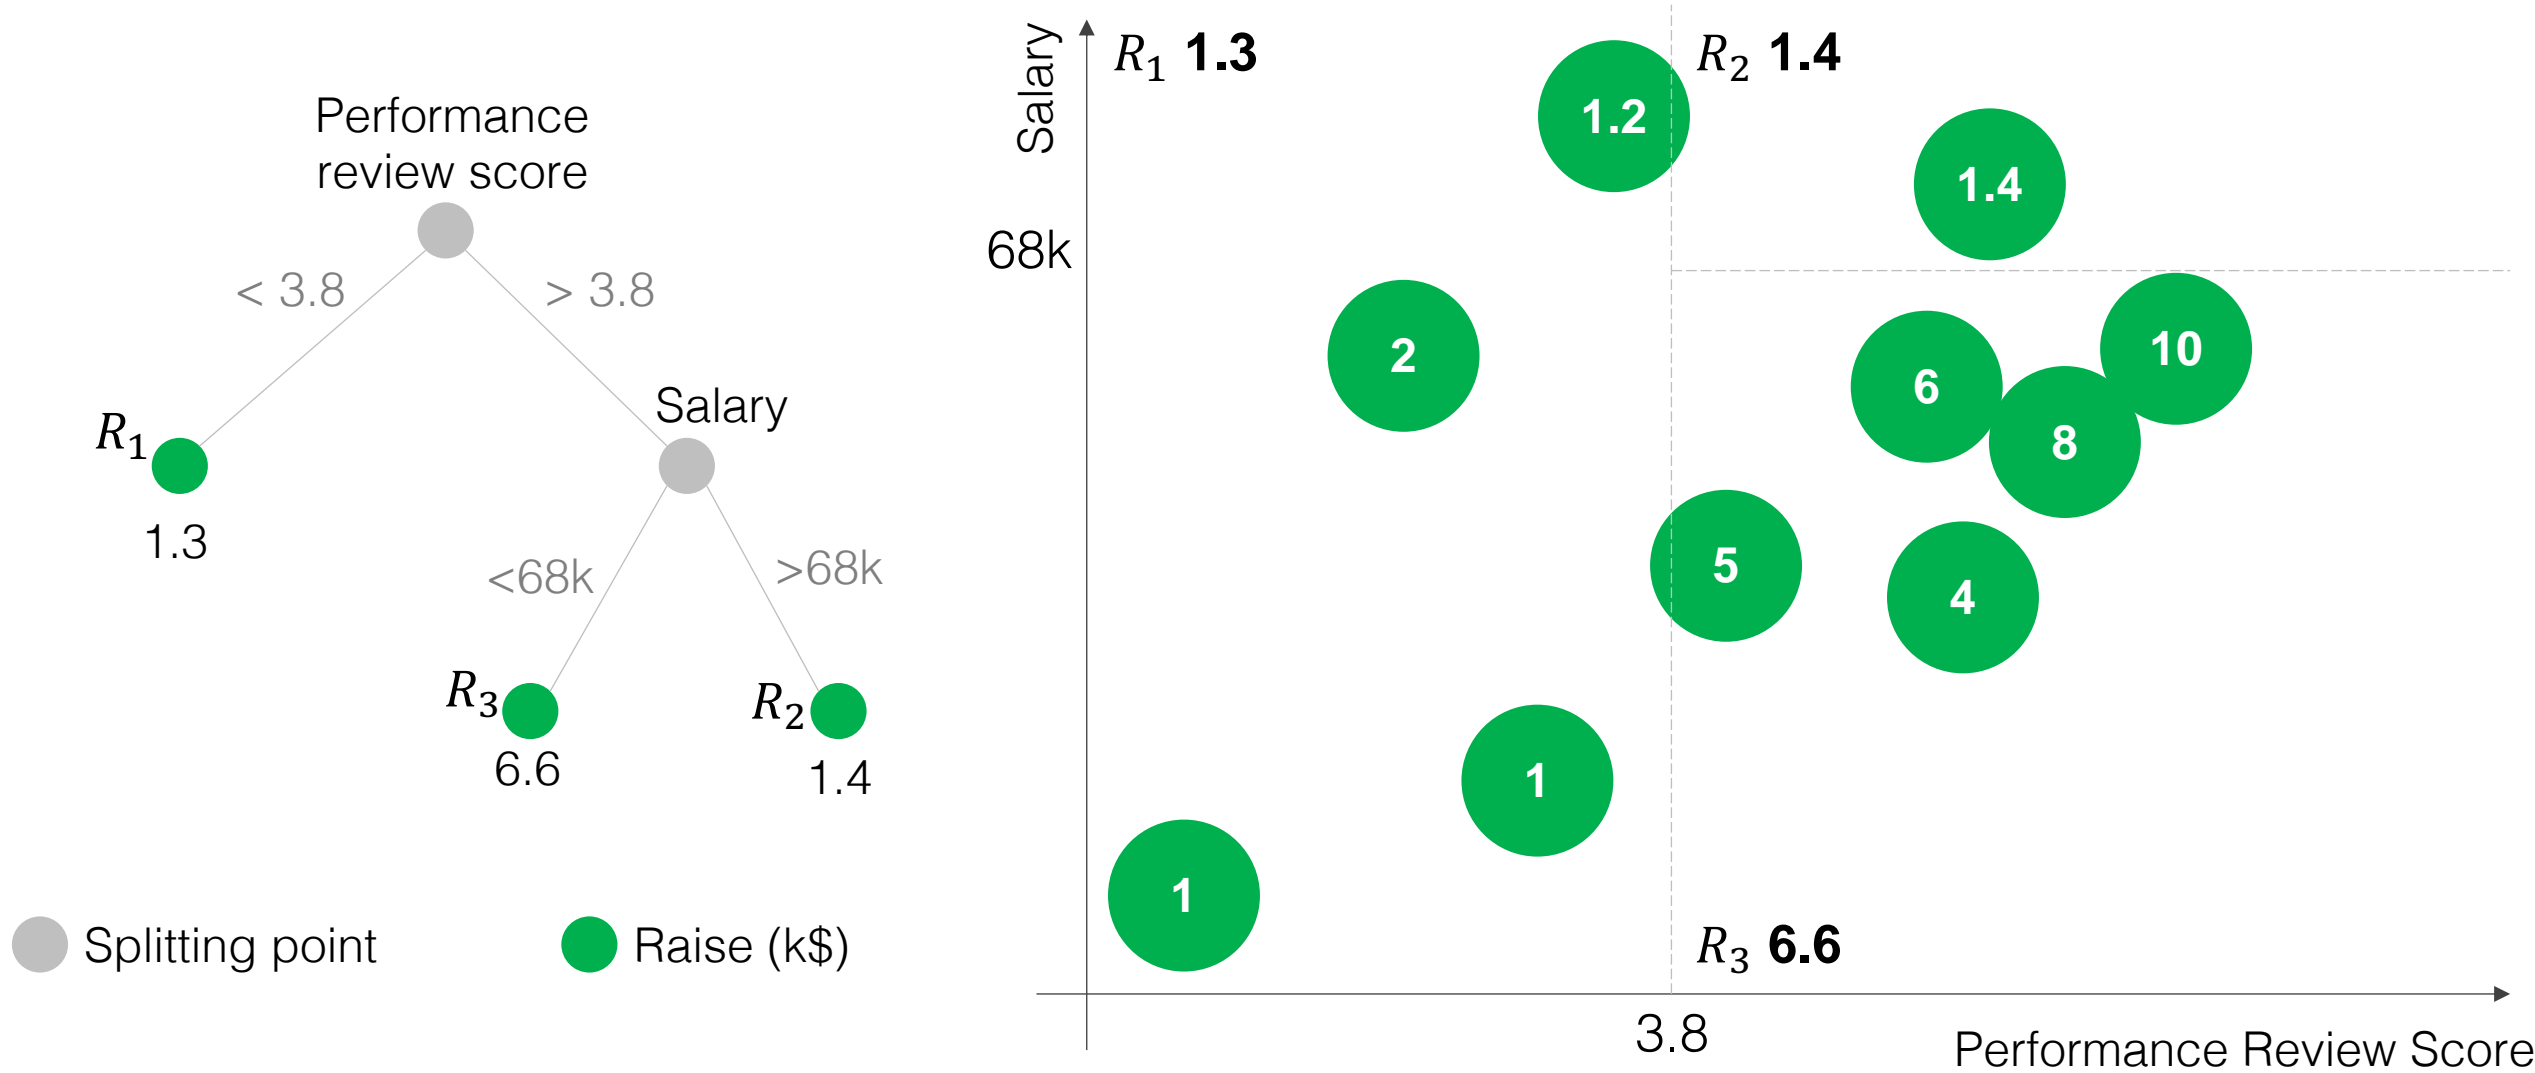 Performance
review score
< 3.8
> 3.8
R₁
1.3
Salary
<68k
>68k
R₃
6.6
R₂
1.4
Splitting point
Raise (k$)
Salary
R₁ 1.3
R₂ 1.4
1.2
1.4
68k
2
10
6
8
5
4
1
1
R₃ 6.6
3.8
Performance Review Score